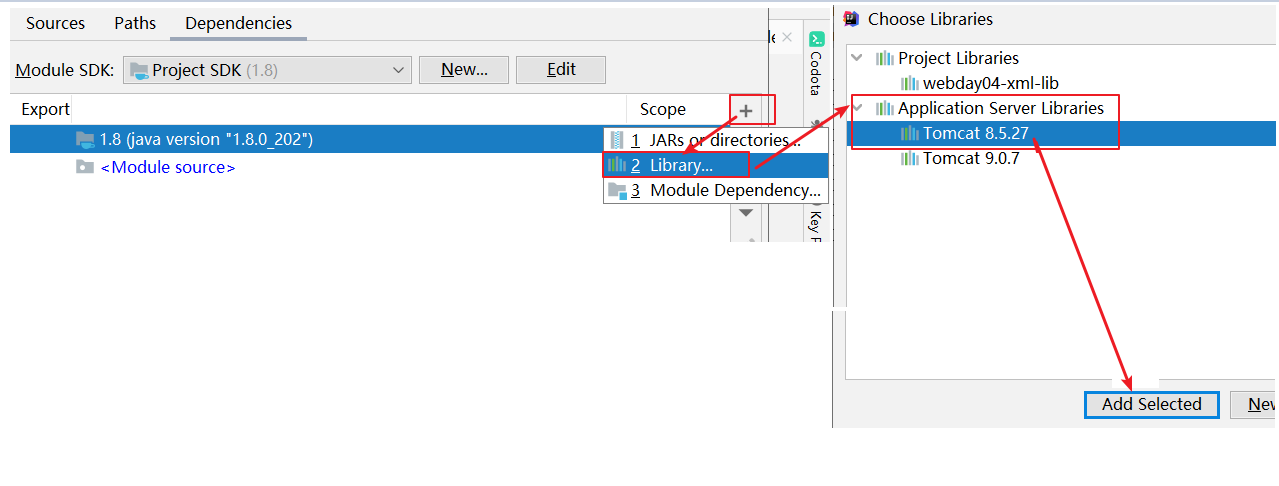 Sources Paths Dependencies
Module SDK: Project SDK (1.8) New... Edit
Export Scope
1.8 (java version "1.8.0_202")
<Module source>
1 JARs or directories...
2 Library...
3 Module Dependency...
Codota
Key
Choose Libraries
Project Libraries
webday04-xml-lib
Application Server Libraries
Tomcat 8.5.27
Tomcat 9.0.7
Add Selected